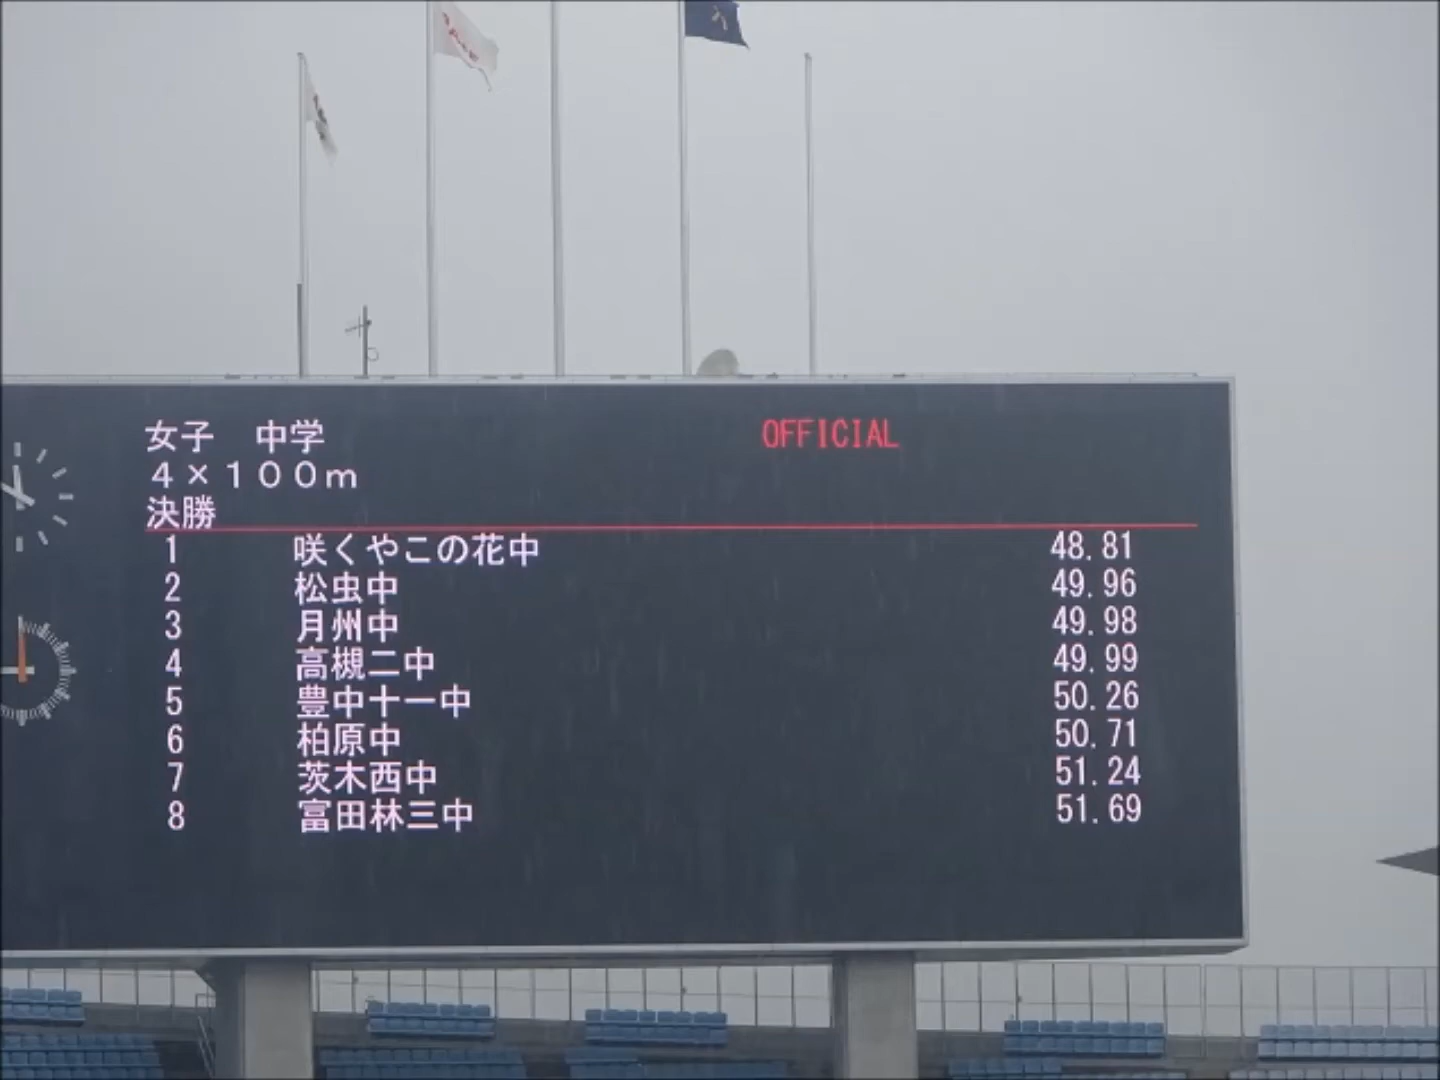 女子　中学 OFFICIAL
４×１００ｍ
決勝
1 咲くやこの花中 48.81
2 松虫中 49.96
3 月州中 49.98
4 高槻二中 49.99
5 豊中十一中 50.26
6 柏原中 50.71
7 茨木西中 51.24
8 富田林三中 51.69